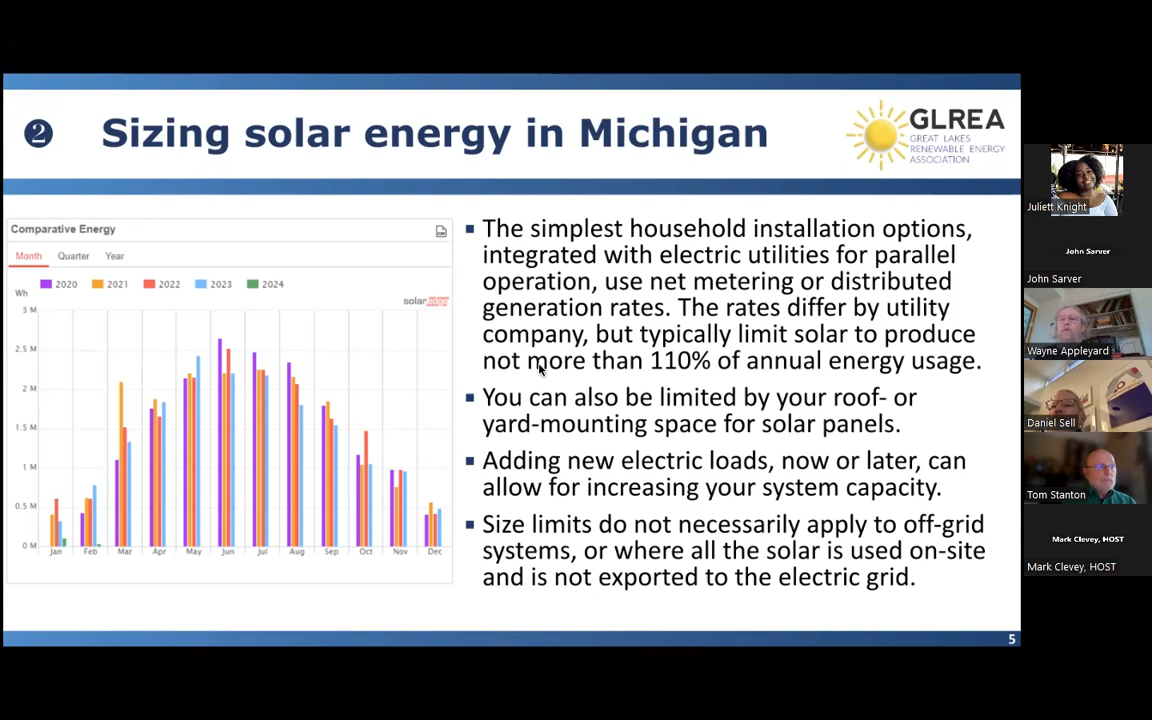 ❷ Sizing solar energy in Michigan
GLREA
GREAT LAKES
RENEWABLE ENERGY
ASSOCIATION
Comparative Energy
Month Quarter Year
2020 2021 2022 2023 2024
Wh
solaredge
3 M
2.5 M
2 M
1.5 M
1 M
0.5 M
0 M
Jan Feb Mar Apr May Jun Jul Aug Sep Oct Nov Dec
▪ The simplest household installation options,
integrated with electric utilities for parallel
operation, use net metering or distributed
generation rates. The rates differ by utility
company, but typically limit solar to produce
not more than 110% of annual energy usage.
▪ You can also be limited by your roof- or
yard-mounting space for solar panels.
▪ Adding new electric loads, now or later, can
allow for increasing your system capacity.
▪ Size limits do not necessarily apply to off-grid
systems, or where all the solar is used on-site
and is not exported to the electric grid.
5
Juliett Knight
John Sarver
John Sarver
Wayne Appleyard
Daniel Sell
Tom Stanton
Mark Clevey, HOST
Mark Clevey, HOST